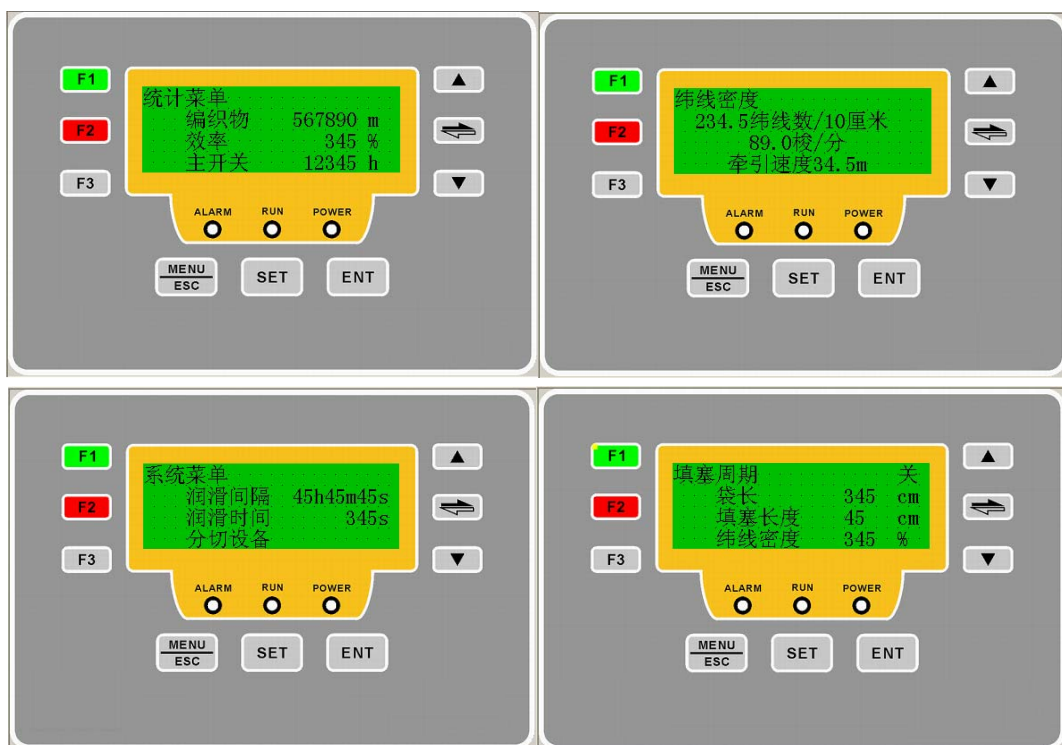 F1
F2
F3
统计菜单
编织物 567890 m
效率 345 %
主开关 12345 h
ALARM RUN POWER
MENU
ESC
SET
ENT
F1
F2
F3
纬线密度
234.5纬线数/10厘米
89.0梭/分
牵引速度34.5m
ALARM RUN POWER
MENU
ESC
SET
ENT
F1
F2
F3
系统菜单
润滑间隔 45h45m45s
润滑时间 345s
分切设备
ALARM RUN POWER
MENU
ESC
SET
ENT
F1
F2
F3
填塞周期 关
袋长 345 cm
填塞长度 45 cm
纬线密度 345 %
ALARM RUN POWER
MENU
ESC
SET
ENT